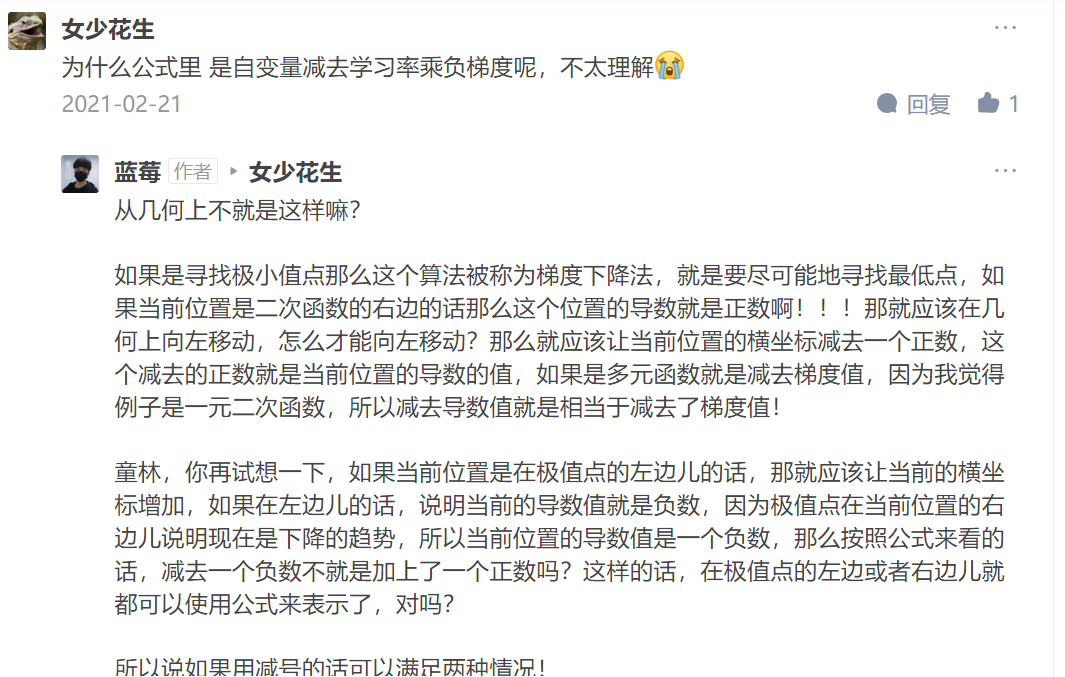 女少花生
为什么公式里 是自变量减去学习率乘负梯度呢，不太理解😭
2021-02-21
回复 1
蓝莓 作者 ▸ 女少花生
从几何上不就是这样嘛？
如果是寻找极小值点那么这个算法被称为梯度下降法，就是要尽可能地寻找最低点，如
果当前位置是二次函数的右边的话那么这个位置的导数就是正数啊！！！那就应该在几
何上向左移动，怎么才能向左移动？那么就应该让当前位置的横坐标减去一个正数，这
个减去的正数就是当前位置的导数的值，如果是多元函数就是减去梯度值，因为我觉得
例子是一元二次函数，所以减去导数值就是相当于减去了梯度值！
童林，你再试想一下，如果当前位置是在极值点的左边儿的话，那就应该让当前的横坐
标增加，如果在左边儿的话，说明当前的导数值就是负数，因为极值点在当前位置的右
边儿说明现在是下降的趋势，所以当前位置的导数值是一个负数，那么按照公式来看的
话，减去一个负数不就是加上了一个正数吗？这样的话，在极值点的左边或者右边儿就
都可以使用公式来表示了，对吗？
所以说如果用减号的话可以满足两种情况！